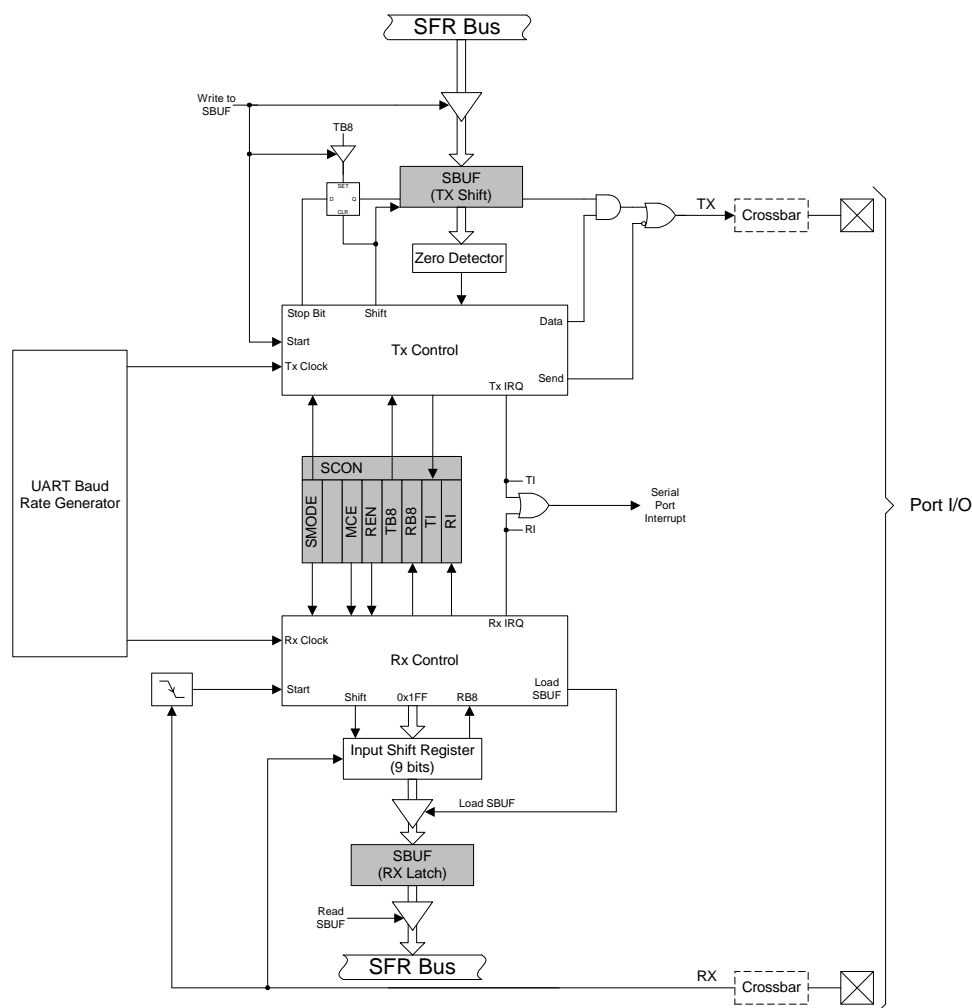 SFR Bus
Write to
SBUF
TB8
SET
D
Q
CLR
SBUF
(TX Shift)
TX
Crossbar
Zero Detector
Stop Bit
Shift
Data
Start
Tx Control
Tx Clock
Tx IRQ
Send
UART Baud
Rate Generator
SCON
SMODE
MCE
REN
TB8
RB8
TI
RI
TI
Serial
Port
Interrupt
RI
Port I/O
Rx IRQ
Rx Clock
Rx Control
Start
Load
SBUF
Shift
0x1FF
RB8
Input Shift Register
(9 bits)
Load SBUF
SBUF
(RX Latch)
Read
SBUF
SFR Bus
RX
Crossbar